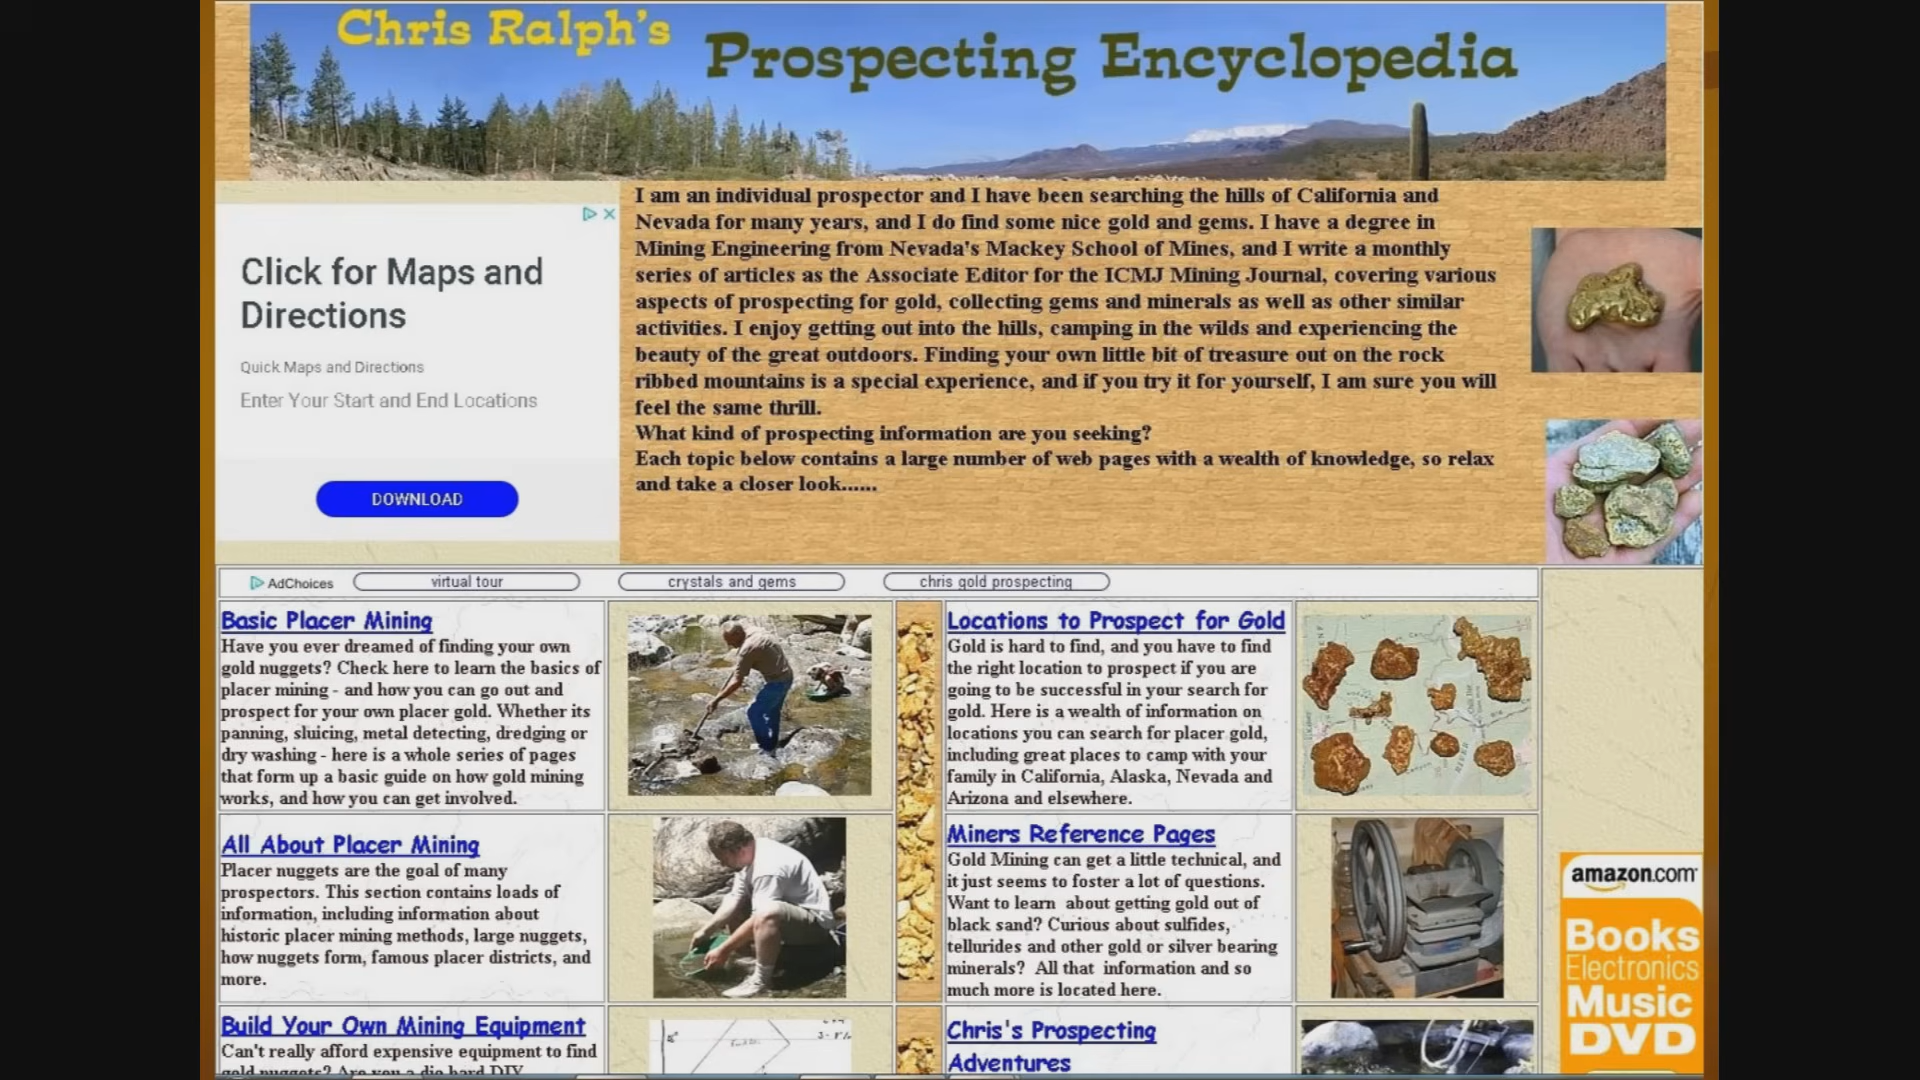 Chris Ralph's
Prospecting Encyclopedia
Click for Maps and
Directions
Quick Maps and Directions
Enter Your Start and End Locations
DOWNLOAD
I am an individual prospector and I have been searching the hills of California and
Nevada for many years, and I do find some nice gold and gems. I have a degree in
Mining Engineering from Nevada's Mackey School of Mines, and I write a monthly
series of articles as the Associate Editor for the ICMJ Mining Journal, covering various
aspects of prospecting for gold, collecting gems and minerals as well as other similar
activities. I enjoy getting out into the hills, camping in the wilds and experiencing the
beauty of the great outdoors. Finding your own little bit of treasure out on the rock
ribbed mountains is a special experience, and if you try it for yourself, I am sure you will
feel the same thrill.
What kind of prospecting information are you seeking?
Each topic below contains a large number of web pages with a wealth of knowledge, so relax
and take a closer look......
AdChoices
virtual tour
crystals and gems
chris gold prospecting
Basic Placer Mining
Have you ever dreamed of finding your own
gold nuggets? Check here to learn the basics of
placer mining - and how you can go out and
prospect for your own placer gold. Whether its
panning, sluicing, metal detecting, dredging or
dry washing - here is a whole series of pages
that form up a basic guide on how gold mining
works, and how you can get involved.
Locations to Prospect for Gold
Gold is hard to find, and you have to find
the right location to prospect if you are
going to be successful in your search for
gold. Here is a wealth of information on
locations you can search for placer gold,
including great places to camp with your
family in California, Alaska, Nevada and
Arizona and elsewhere.
All About Placer Mining
Placer nuggets are the goal of many
prospectors. This section contains loads of
information, including information about
historic placer mining methods, large nuggets,
how nuggets form, famous placer districts, and
more.
Miners Reference Pages
Gold Mining can get a little technical, and
it just seems to foster a lot of questions.
Want to learn about getting gold out of
black sand? Curious about sulfides,
tellurides and other gold or silver bearing
minerals? All that information and so
much more is located here.
Build Your Own Mining Equipment
Can't really afford expensive equipment to find
gold nuggets? Are you a die hard DIY
Chris's Prospecting
Adventures
amazon.com
Books
Electronics
Music
DVD